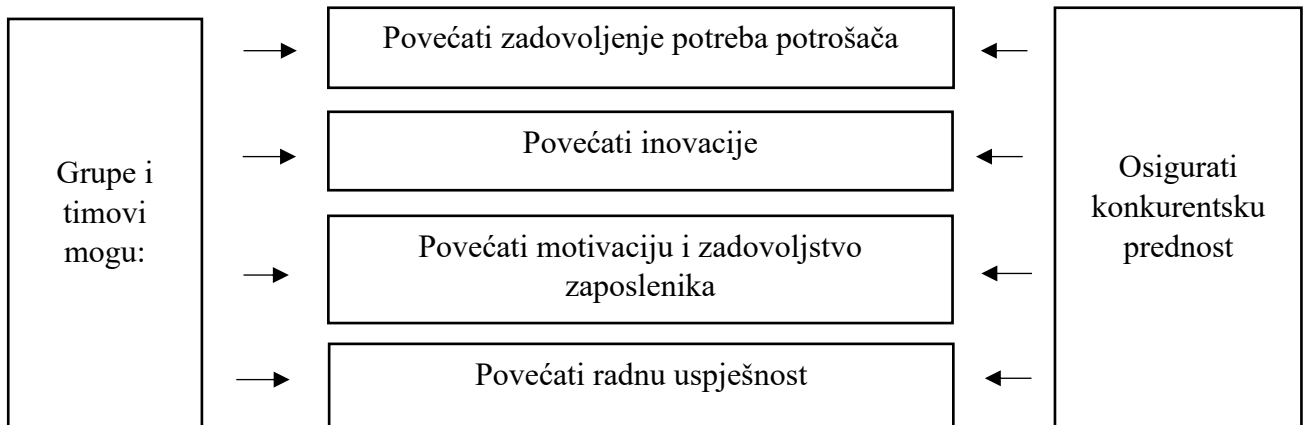 Grupe i
timovi
mogu:
Povećati zadovoljenje potreba potrošača
Povećati inovacije
Povećati motivaciju i zadovoljstvo
zaposlenika
Povećati radnu uspješnost
Osigurati
konkurentsku
prednost